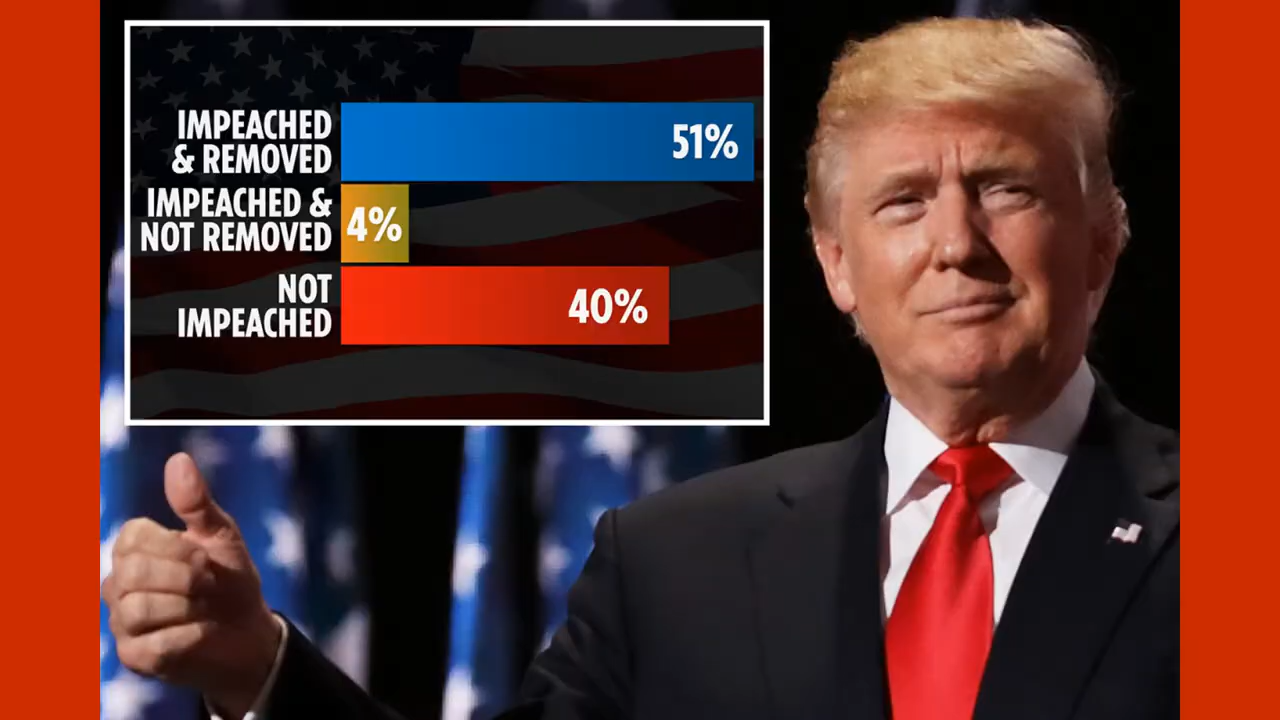 IMPEACHED
& REMOVED
51%
IMPEACHED &
NOT REMOVED
4%
NOT
IMPEACHED
40%